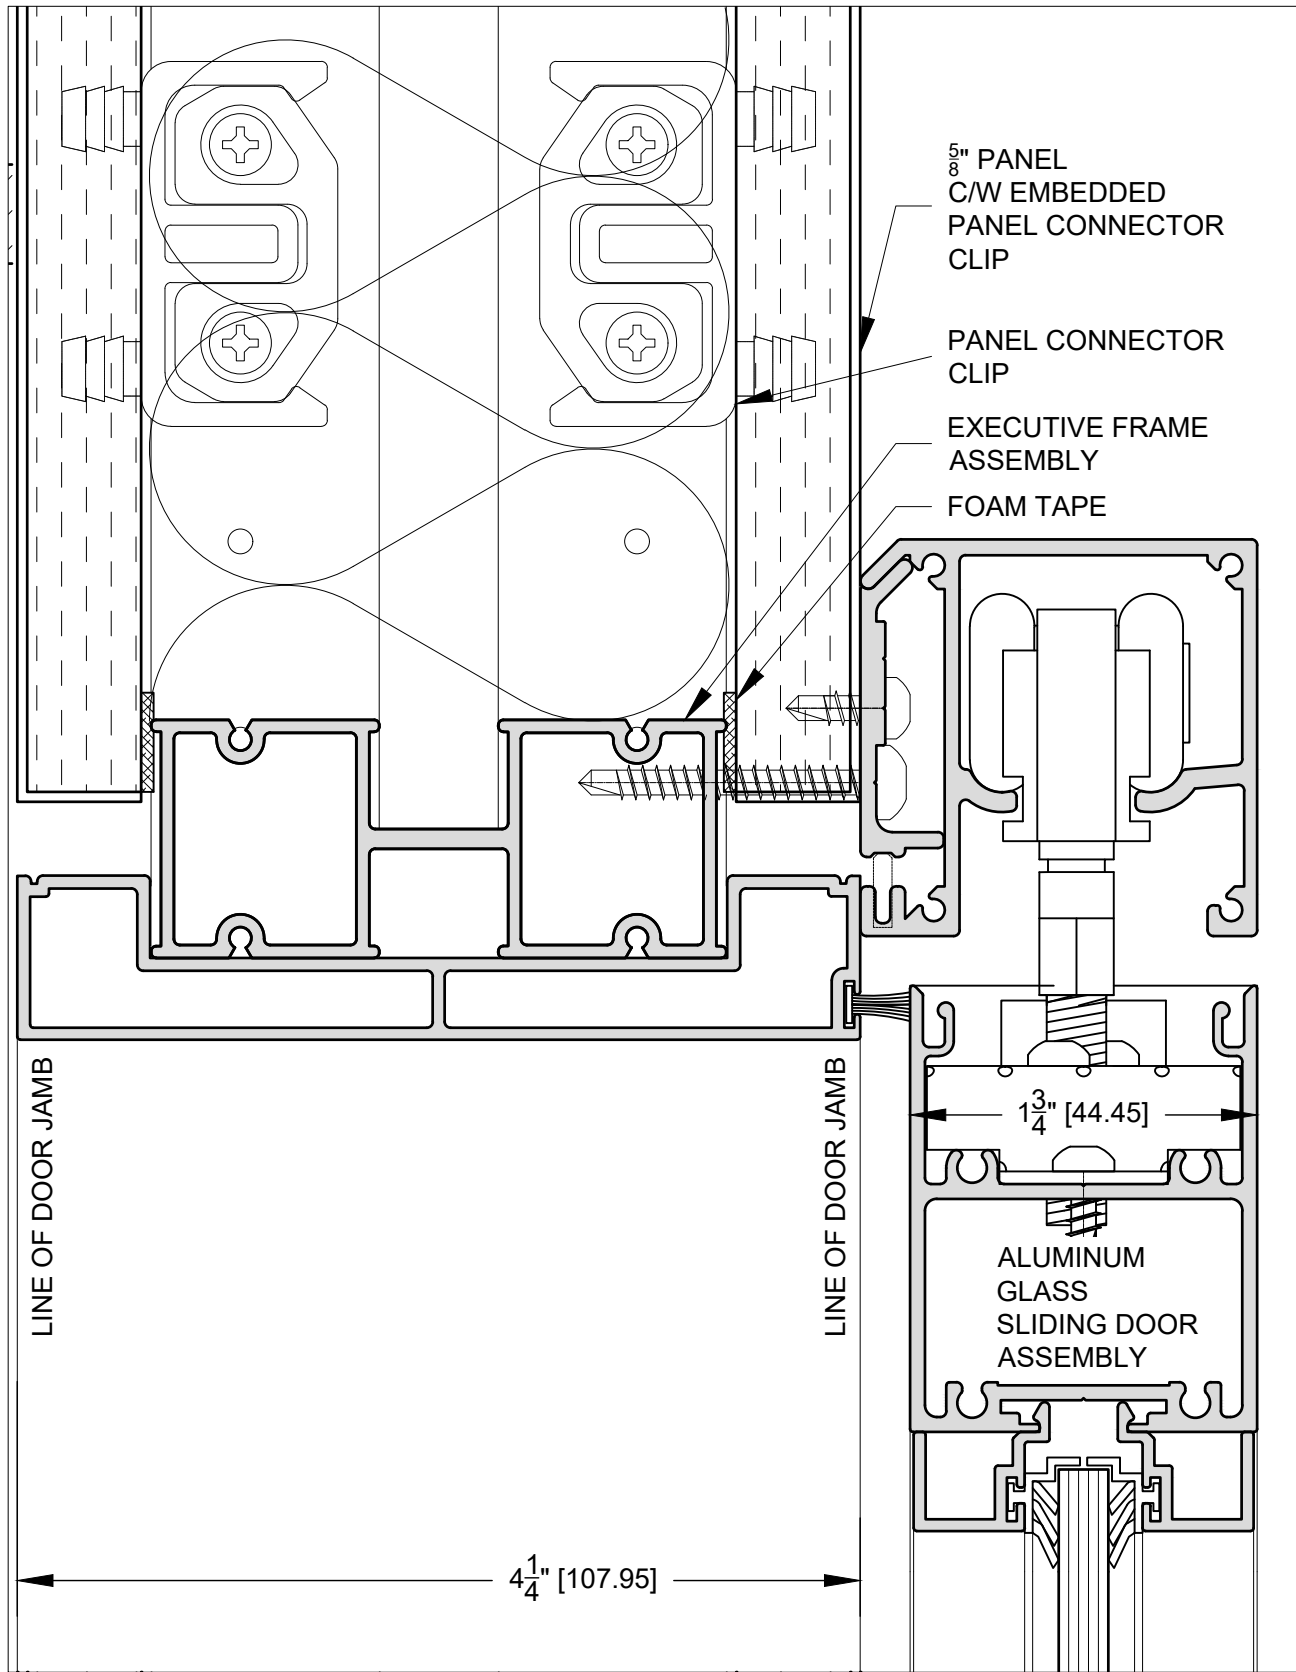 5/8" PANEL
C/W EMBEDDED
PANEL CONNECTOR
CLIP
PANEL CONNECTOR
CLIP
EXECUTIVE FRAME
ASSEMBLY
FOAM TAPE
LINE OF DOOR JAMB
LINE OF DOOR JAMB
1 3/4" [44.45]
ALUMINUM
GLASS
SLIDING DOOR
ASSEMBLY
4 1/4" [107.95]